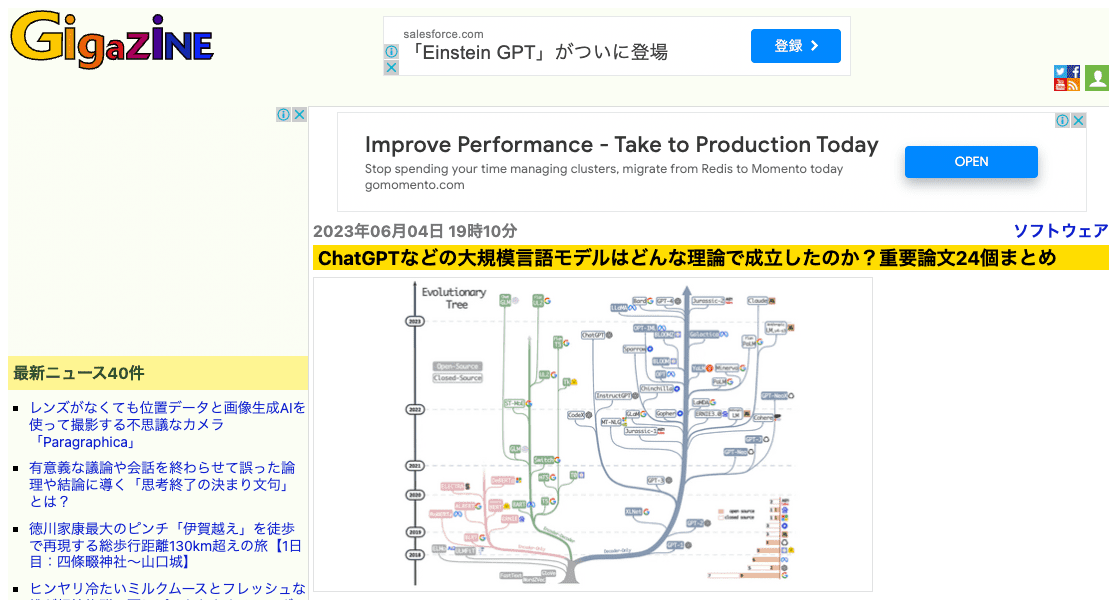 GigaZiNE
salesforce.com
「Einstein GPT」がついに登場
登録
Improve Performance - Take to Production Today
Stop spending your time managing clusters, migrate from Redis to Momento today
gomomento.com
OPEN
2023年06月04日 19時10分
ソフトウェア
ChatGPTなどの大規模言語モデルはどんな理論で成立したのか？重要論文24個まとめ
最新ニュース40件
レンズがなくても位置データと画像生成AIを
使って撮影する不思議なカメラ
「Paragraphica」
有意義な議論や会話を終わらせて誤った論
理や結論に導く「思考終了の決まり文句」
とは？
徳川家康最大のピンチ「伊賀越え」を徒歩
で再現する総歩行距離130km超えの旅【1日
目：四條畷神社～山口城】
ヒンヤリ冷たいミルクムースとフレッシュな
Evolutionary
Tree
2023
Open-Source
Closed-Source
2022
2021
2020
2019
2018
Bard
GPT-4
Jurassic-2
Claude
LLaMA
ChatGPT
OPT-IML
BLOOMZ
Galactica
Sparrow
BLOOM
YaLM
Minerva
PaLM
Chinchilla
InstructGPT
CodeX
GLaM
Gopher
ERNIE3.0
LaMDA
MT-NLG
Jurassic-1
Cohere
GPT-NeoX
GPT-J
GPT-Neo
GPT-3
XLNet
GPT-2
GPT-1
ST-MoE
GLM
Switch
ELECTRA
DeBERTa
ALBERT
RoBERTa
BART
T5
ERNIE
BERT
ELMo
ULMFiT
FastText
Word2Vec
GloVe
Encoder-Only
Encoder-Decoder
Decoder-Only
open source
closed source